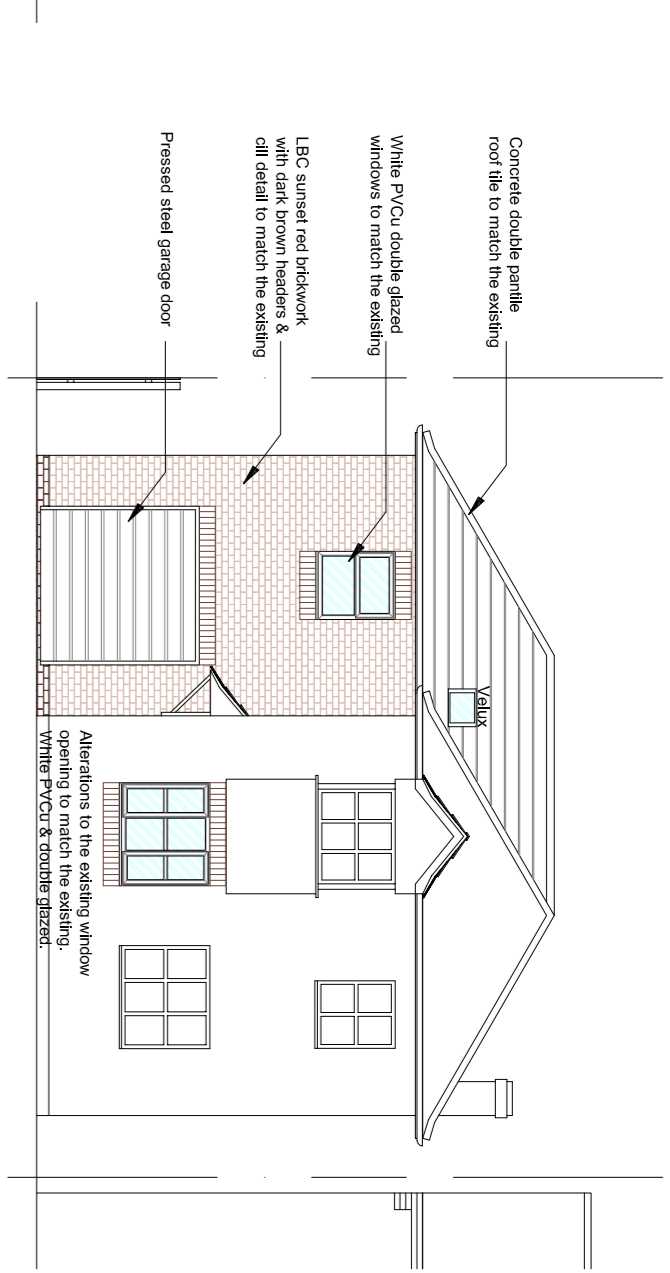 Concrete double pantile
roof tile to match the existing
White PVCu double glazed
windows to match the existing
LBC sunset red brickwork
with dark brown headers &
cill detail to match the existing
Pressed steel garage door
Velux
Alterations to the existing window
opening to match the existing.
White PVCu & double glazed.